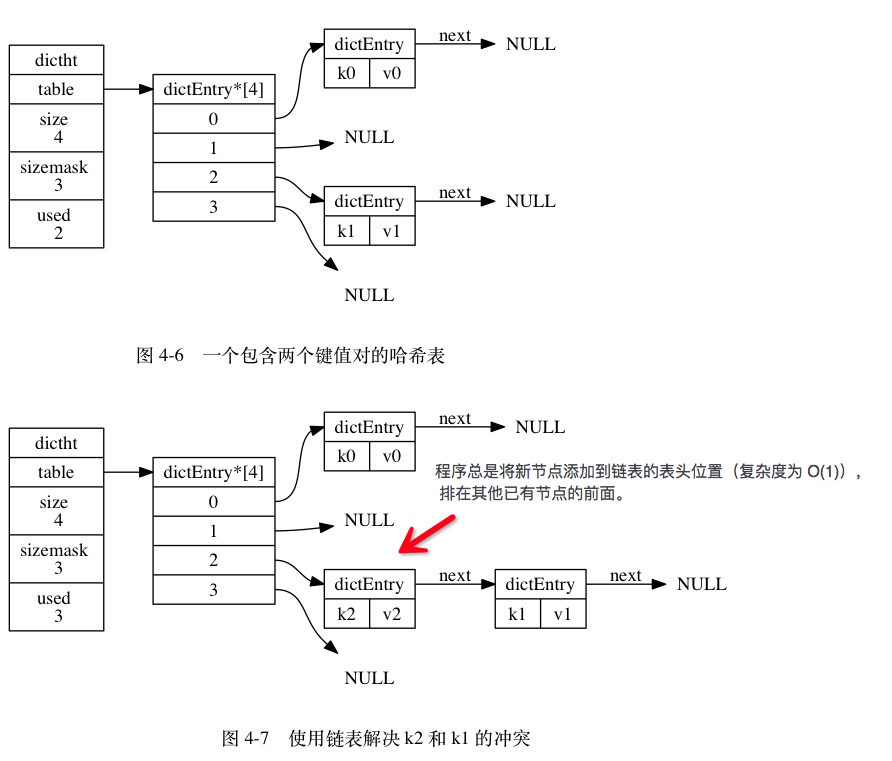 dictht
table
size
4
sizemask
3
used
2
dictEntry*[4]
0
1
2
3
dictEntry
k0 v0
next
NULL
NULL
dictEntry
k1 v1
next
NULL
NULL
图 4-6 一个包含两个键值对的哈希表
dictht
table
size
4
sizemask
3
used
3
dictEntry*[4]
0
1
2
3
dictEntry
k0 v0
next
NULL
程序总是将新节点添加到链表的表头位置（复杂度为 O(1)），
排在其他已有节点的前面。
NULL
dictEntry
k2 v2
next
dictEntry
k1 v1
next
NULL
NULL
图 4-7 使用链表解决 k2 和 k1 的冲突